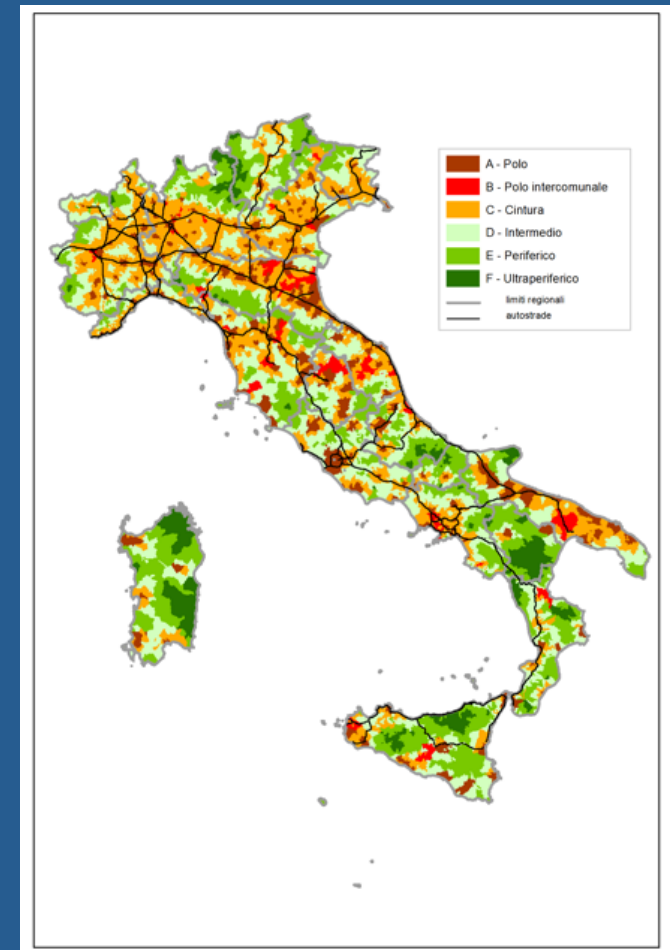 A - Polo
B - Polo intercomunale
C - Cintura
D - Intermedio
E - Periferico
F - Ultraperiferico
limiti regionali
autostrade